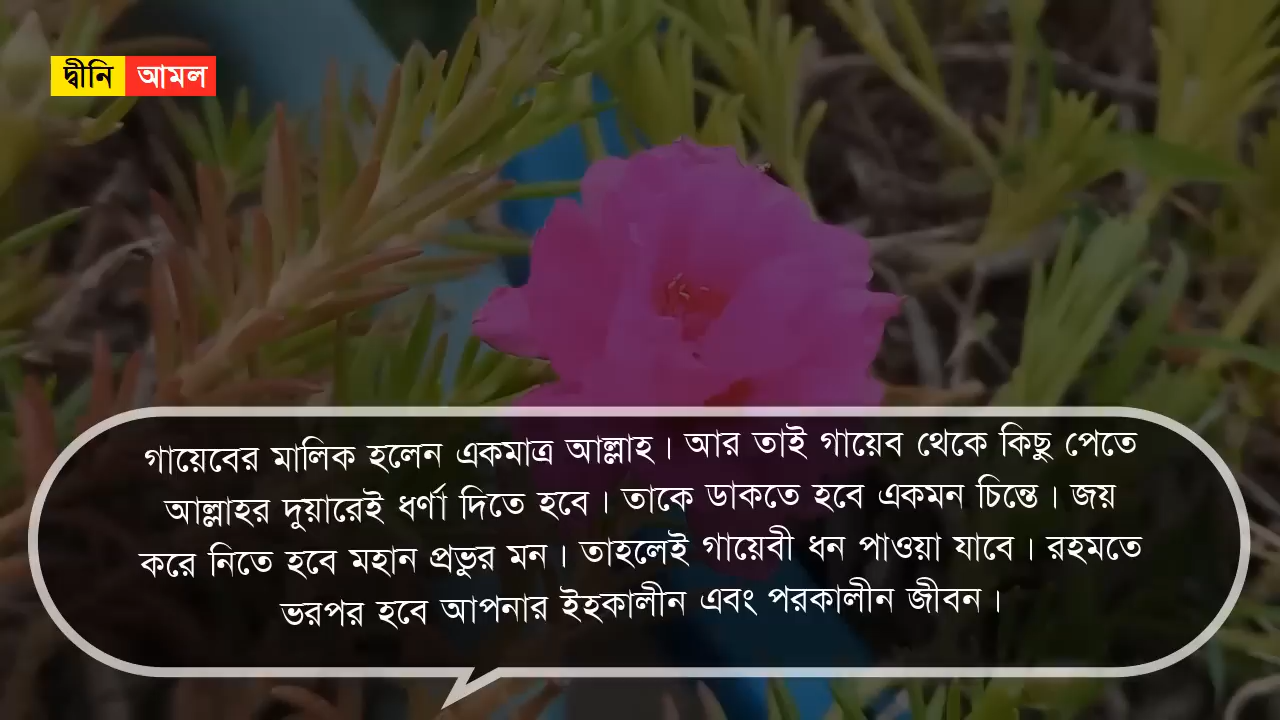 দ্বীনি আমল
গায়েবের মালিক হলেন একমাত্র আল্লাহ। আর তাই গায়েব থেকে কিছু পেতে
আল্লাহর দুয়ারেই ধর্ণা দিতে হবে। তাকে ডাকতে হবে একমন চিন্তে। জয়
করে নিতে হবে মহান প্রভুর মন। তাহলেই গায়েবী ধন পাওয়া যাবে। রহমতে
ভরপর হবে আপনার ইহকালীন এবং পরকালীন জীবন।